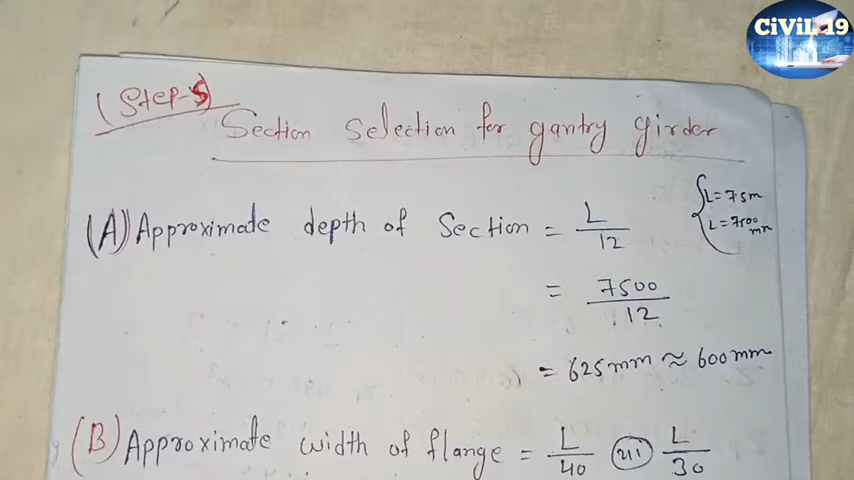 CiViL 19
(Step-5)
Section Selection for gantry girder
(A) Approximate depth of Section = L/12
{ L = 7.5m
L = 7500 mm
= 7500/12
= 625mm ≈ 600mm
(B) Approximate width of flange = L/40 या L/30